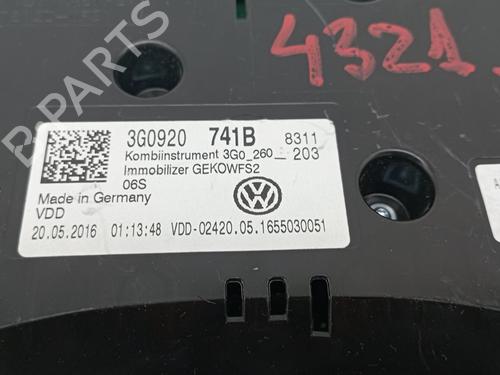 4321
3G0920 741B 8311
Kombiinstrument 3G0_260__ 203
Immobilizer GEKOWFS2
06S
Made in Germany
VDD
20.05.2016 01:13:48 VDD-02420.05.1655030051
B-PARTS